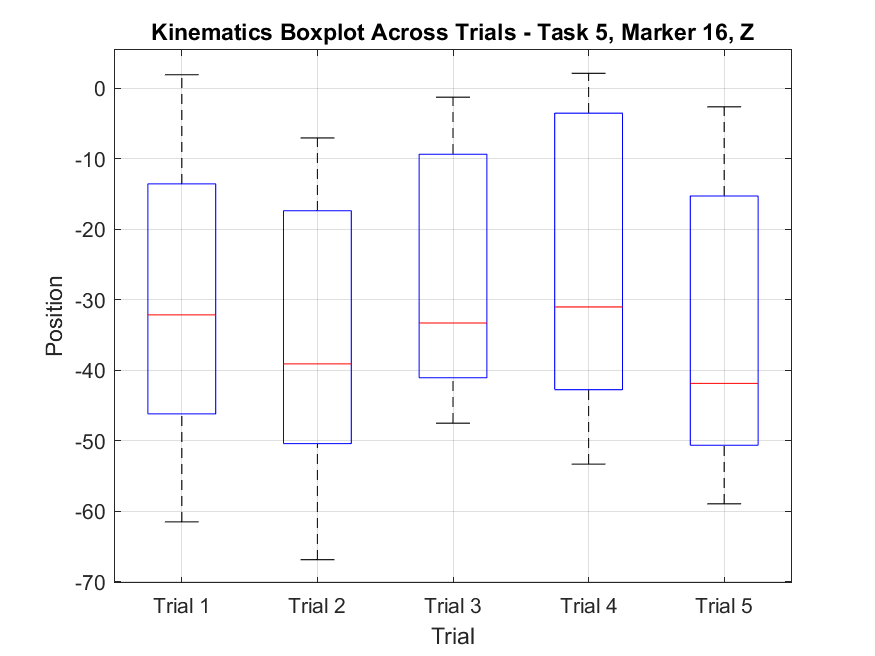 Kinematics Boxplot Across Trials - Task 5, Marker 16, Z
0
-10
-20
-30
-40
-50
-60
-70
Position
Trial 1 Trial 2 Trial 3 Trial 4 Trial 5
Trial